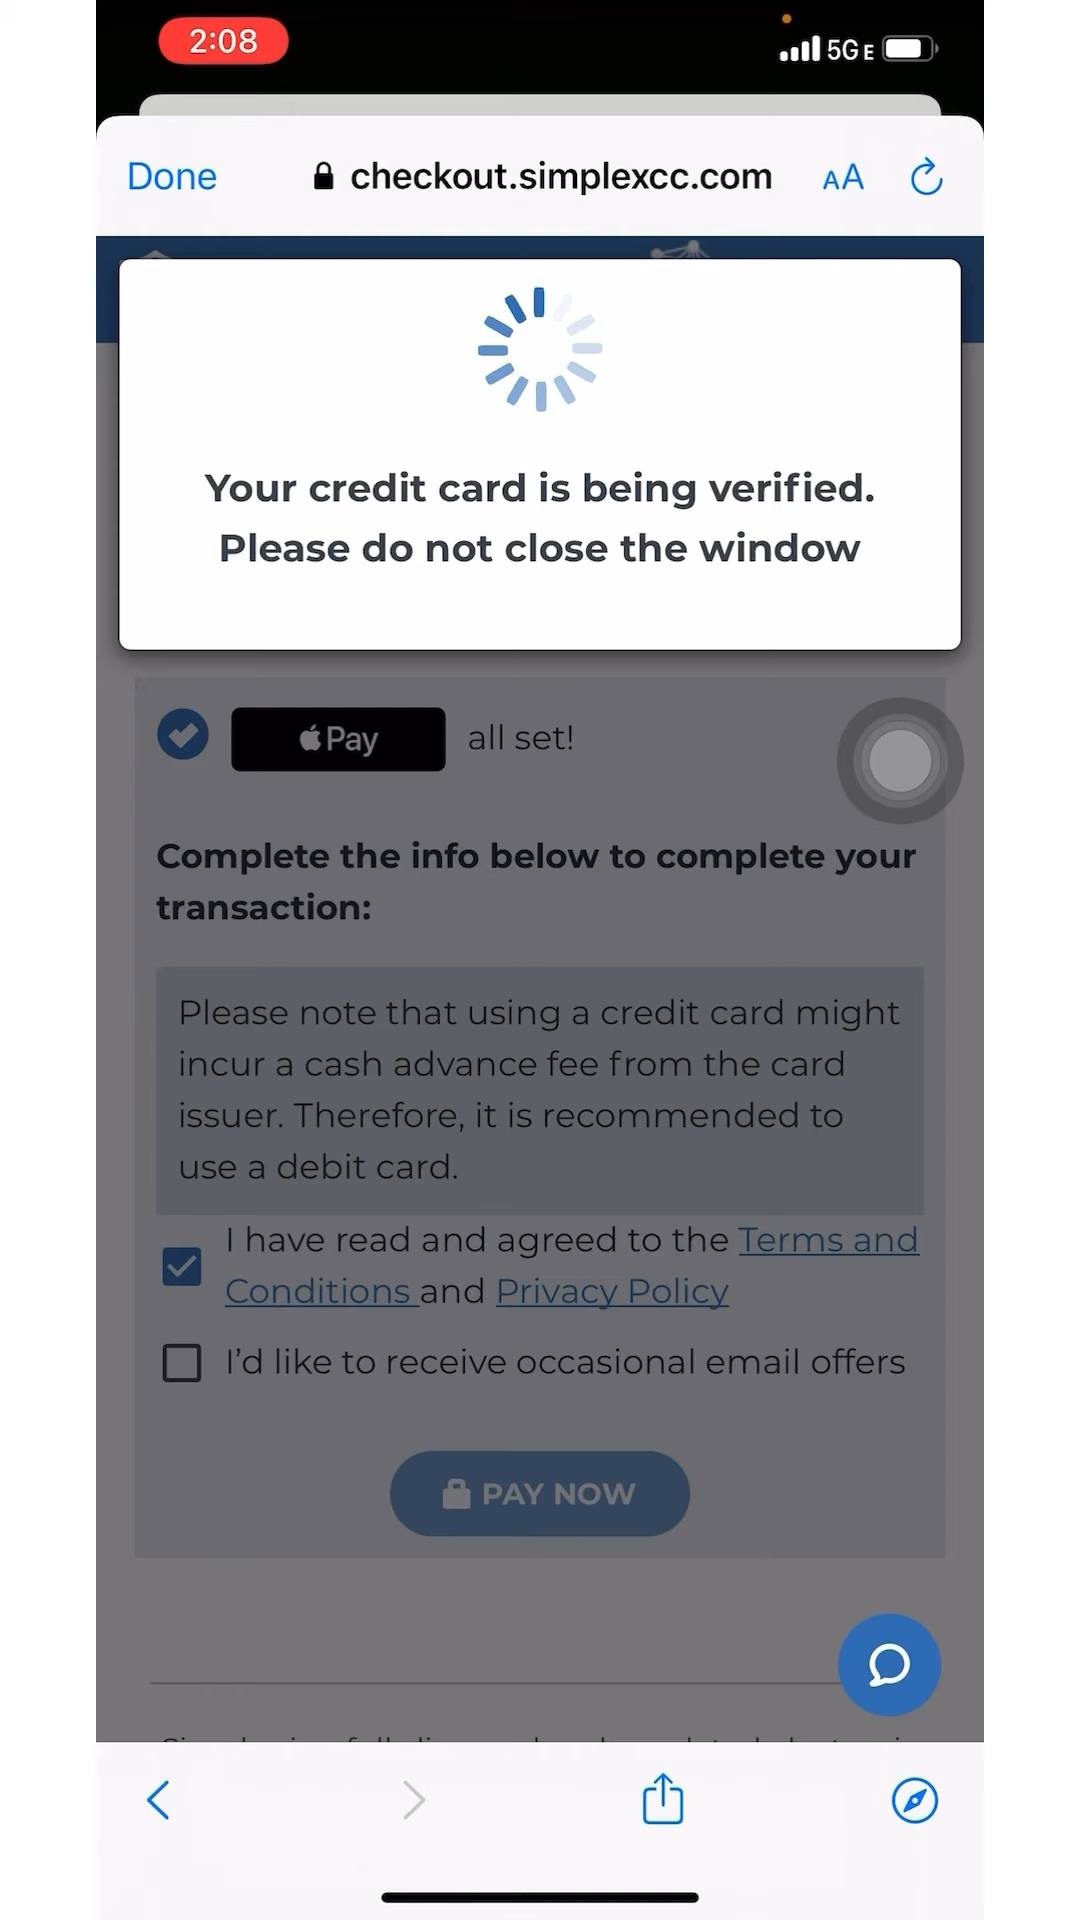 2:08
5GE
Done
checkout.simplexcc.com
AA
Your credit card is being verified.
Please do not close the window
Pay all set!
Complete the info below to complete your
transaction:
Please note that using a credit card might
incur a cash advance fee from the card
issuer. Therefore, it is recommended to
use a debit card.
I have read and agreed to the Terms and
Conditions and Privacy Policy
I'd like to receive occasional email offers
PAY NOW